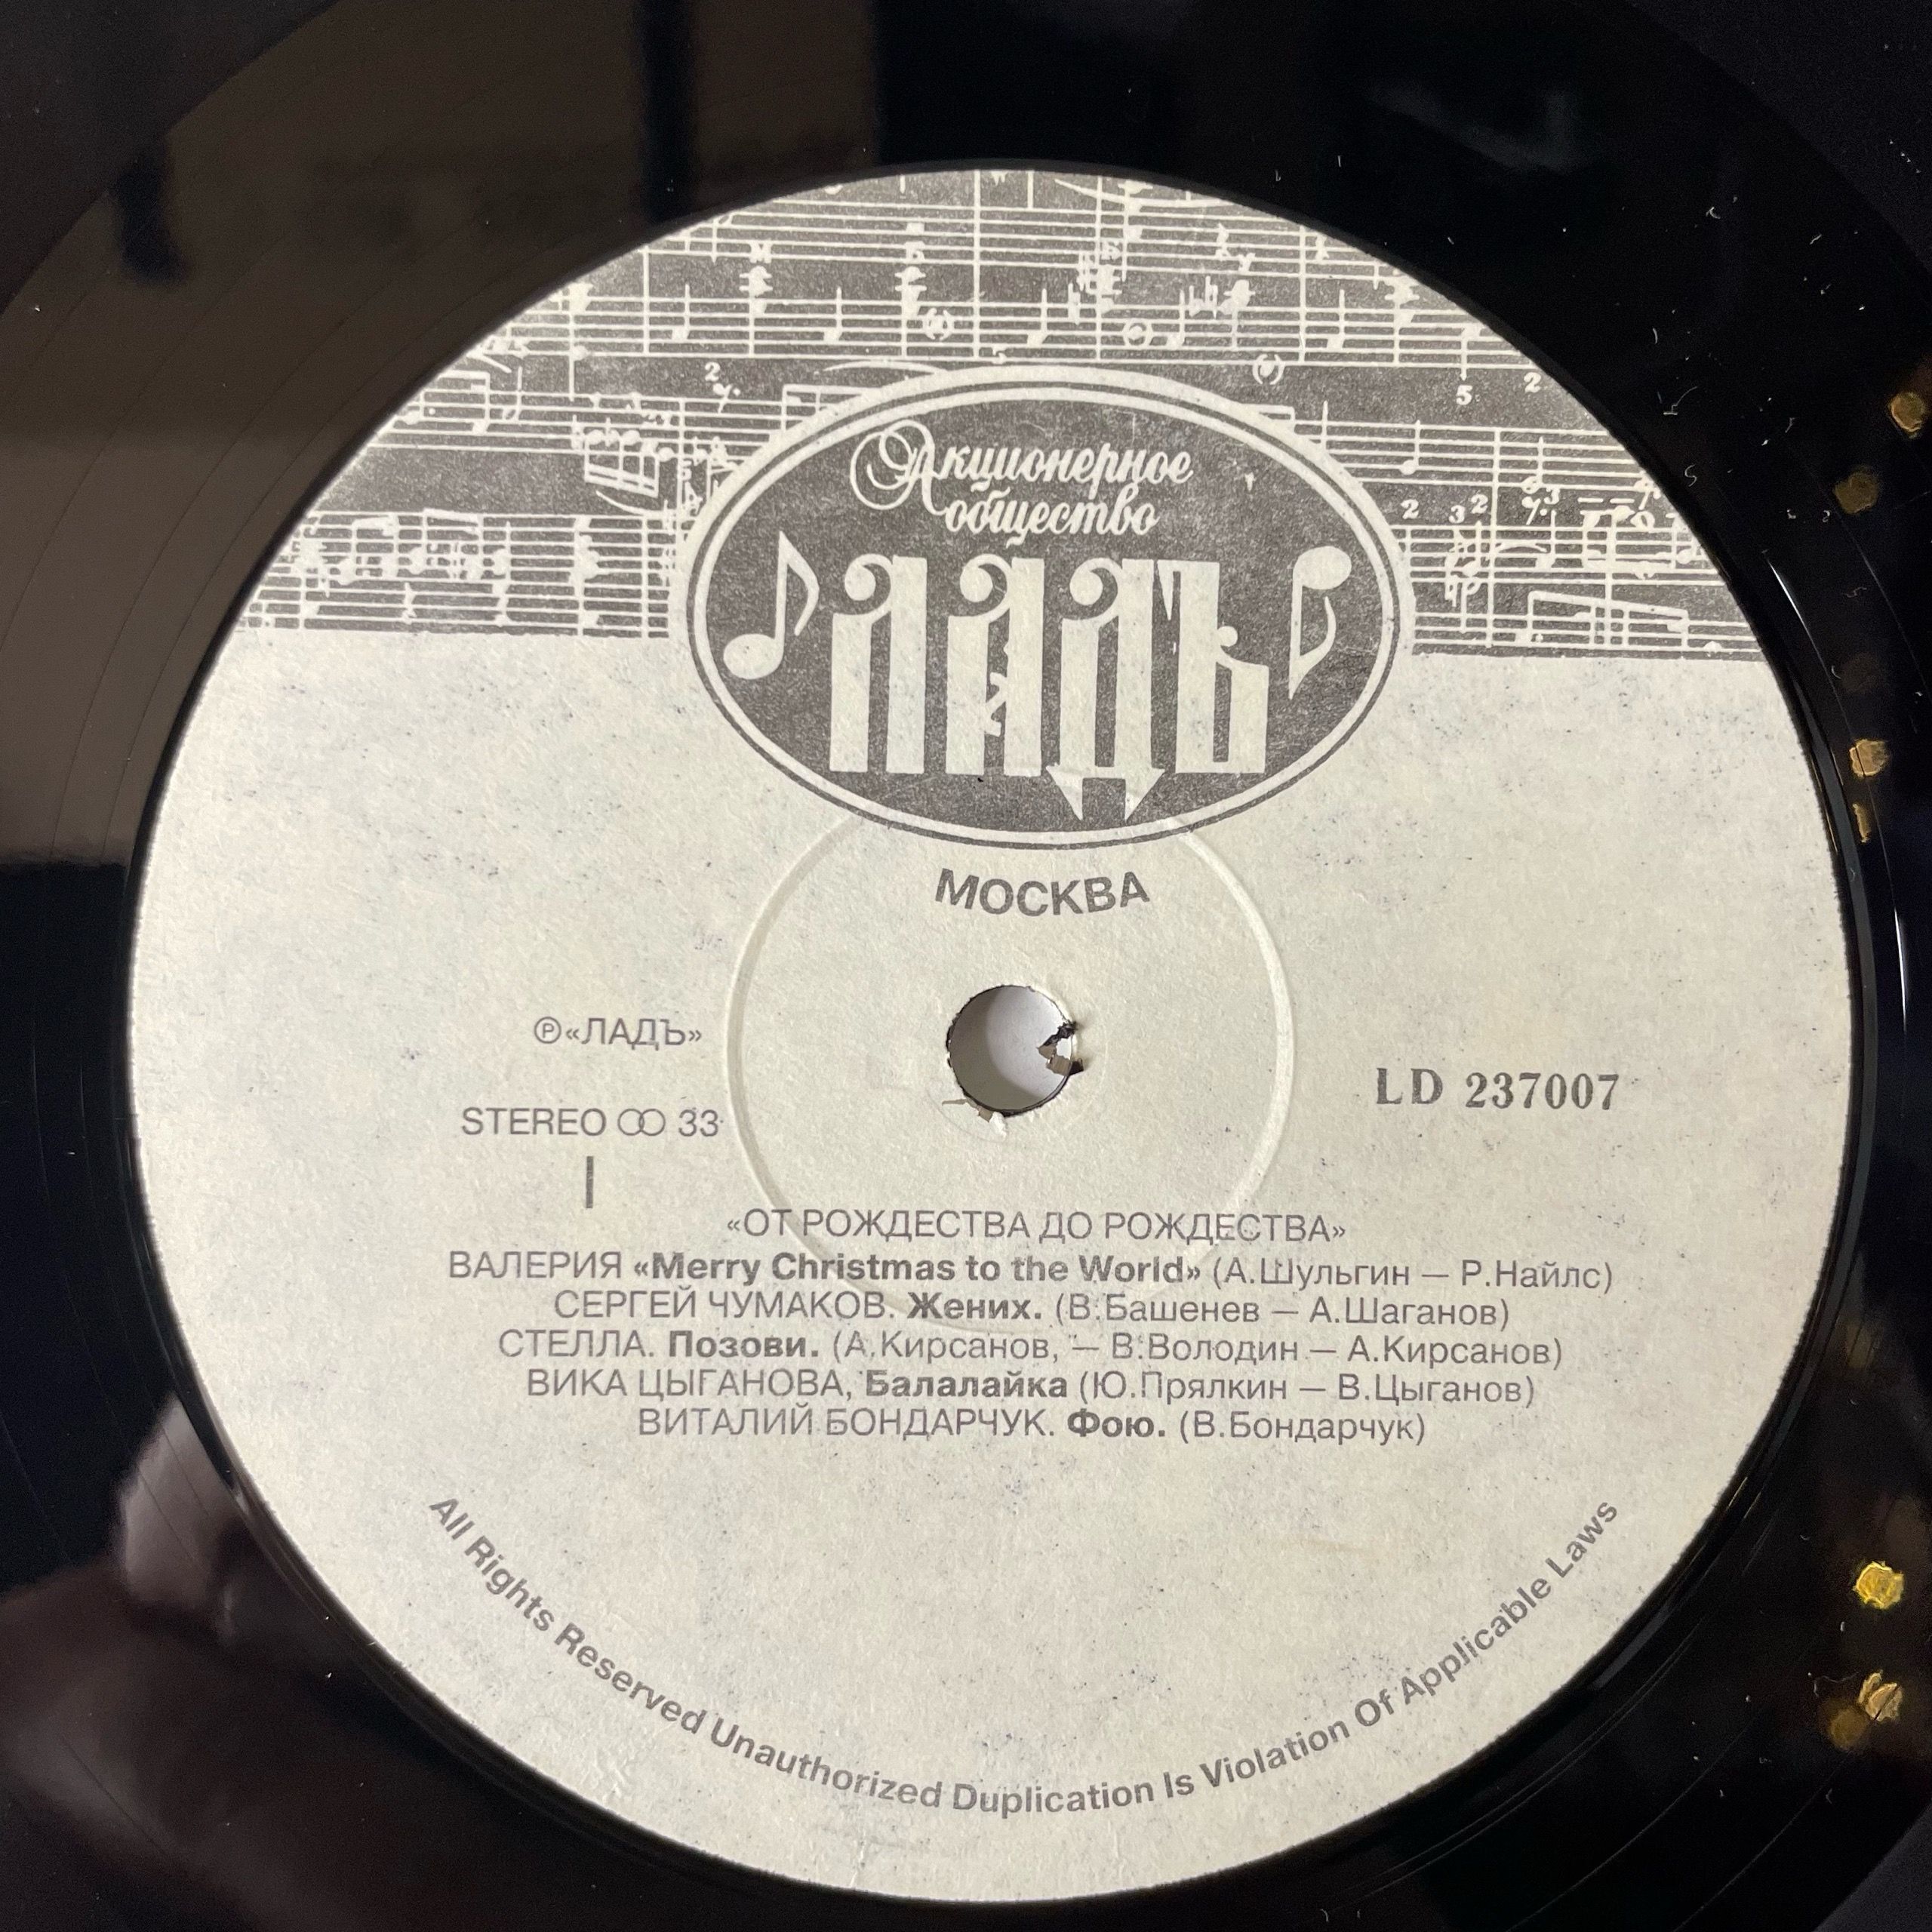 Акционерное
общество
ЛАДЪ
МОСКВА
℗«ЛАДЪ»
LD 237007
STEREO ꝏ 33
I
«ОТ РОЖДЕСТВА ДО РОЖДЕСТВА»
ВАЛЕРИЯ «Merry Christmas to the World» (А.Шульгин — Р.Найлс)
СЕРГЕЙ ЧУМАКОВ. Жених. (В.Башенев — А.Шаганов)
СТЕЛЛА. Позови. (А.Кирсанов, — В.Володин — А.Кирсанов)
ВИКА ЦЫГАНОВА, Балалайка (Ю.Прялкин — В.Цыганов)
ВИТАЛИЙ БОНДАРЧУК. Фою. (В.Бондарчук)
All Rights Reserved Unauthorized Duplication Is Violation Of Applicable Laws